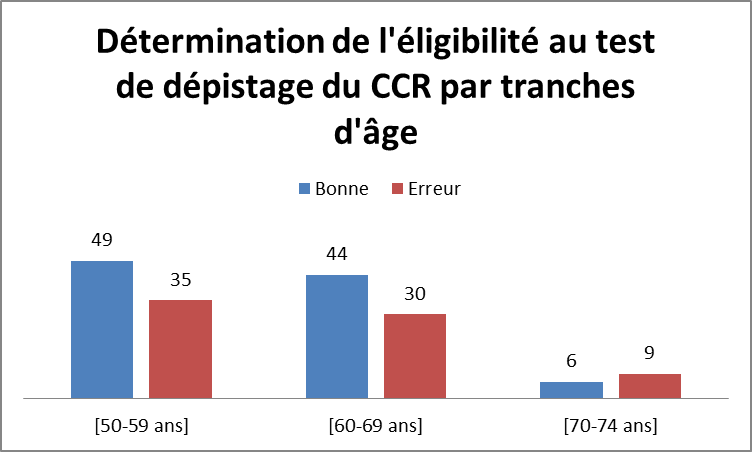 Détermination de l'éligibilité au test
de dépistage du CCR par tranches
d'âge
Bonne Erreur
49 35 44 30 6 9
[50-59 ans] [60-69 ans] [70-74 ans]